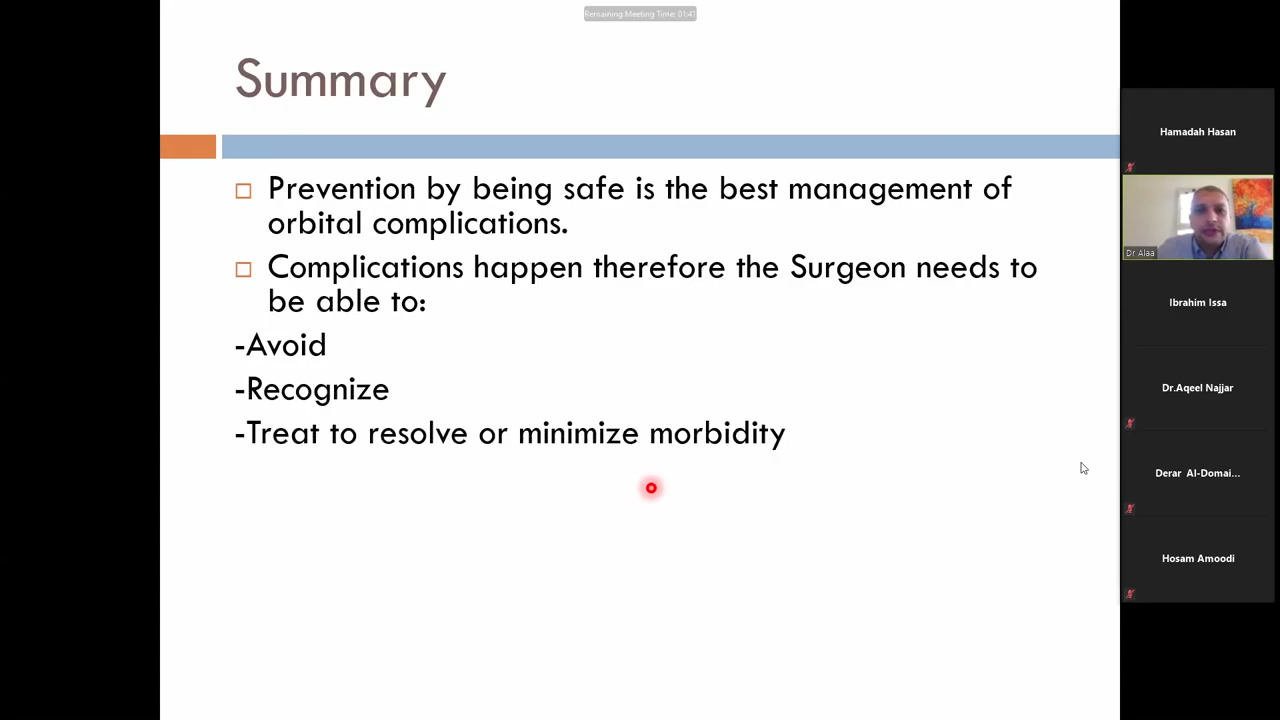 Remaining Meeting Time: 01:41
Summary
Prevention by being safe is the best management of
orbital complications.
Complications happen therefore the Surgeon needs to
be able to:
-Avoid
-Recognize
-Treat to resolve or minimize morbidity
Hamadah Hasan
Dr Alaa
Ibrahim Issa
Dr.Aqeel Najjar
Derar Al-Domai...
Hosam Amoodi